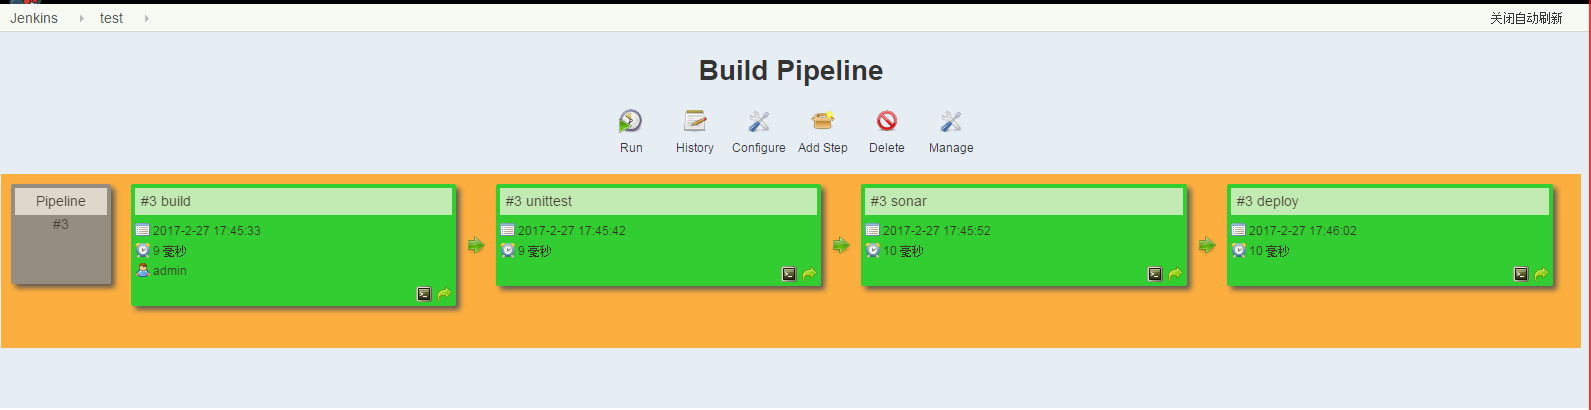 Jenkins test 关闭自动刷新
Build Pipeline
Run History Configure Add Step Delete Manage
Pipeline
#3
#3 build
2017-2-27 17:45:33
9 毫秒
admin
#3 unittest
2017-2-27 17:45:42
9 毫秒
#3 sonar
2017-2-27 17:45:52
10 毫秒
#3 deploy
2017-2-27 17:46:02
10 毫秒